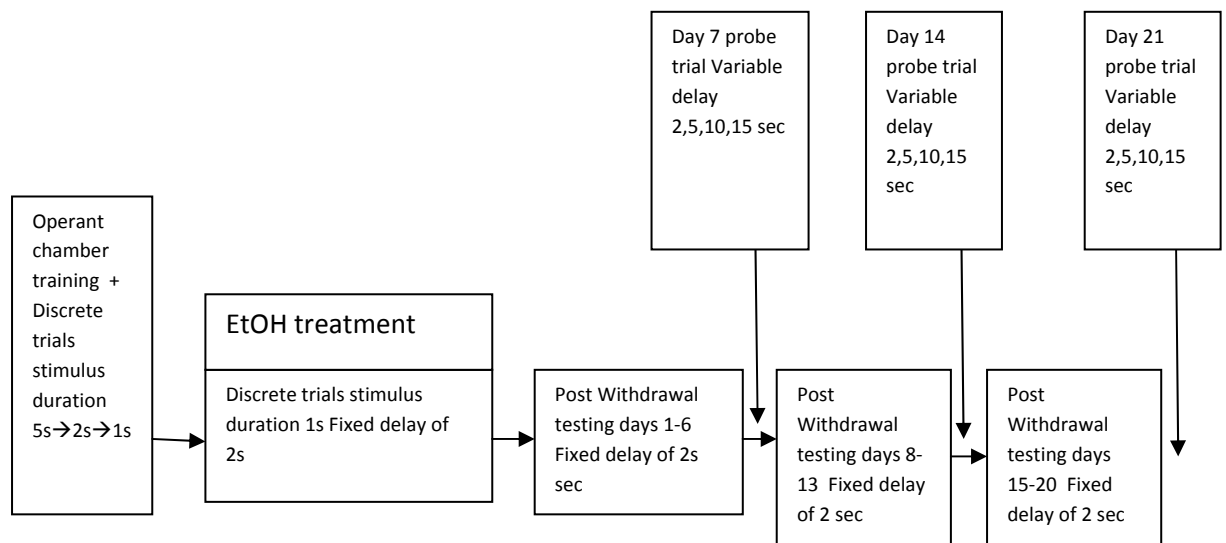 Day 7 probe
trial Variable
delay
2,5,10,15 sec
Day 14
probe trial
Variable
delay
2,5,10,15
sec
Day 21
probe trial
Variable
delay
2,5,10,15
sec
Operant
chamber
training +
Discrete
trials
stimulus
duration
5s→2s→1s
EtOH treatment
Discrete trials stimulus
duration 1s Fixed delay of
2s
Post Withdrawal
testing days 1-6
Fixed delay of 2s
sec
Post
Withdrawal
testing days 8-
13 Fixed delay
of 2 sec
Post
Withdrawal
testing days
15-20 Fixed
delay of 2 sec